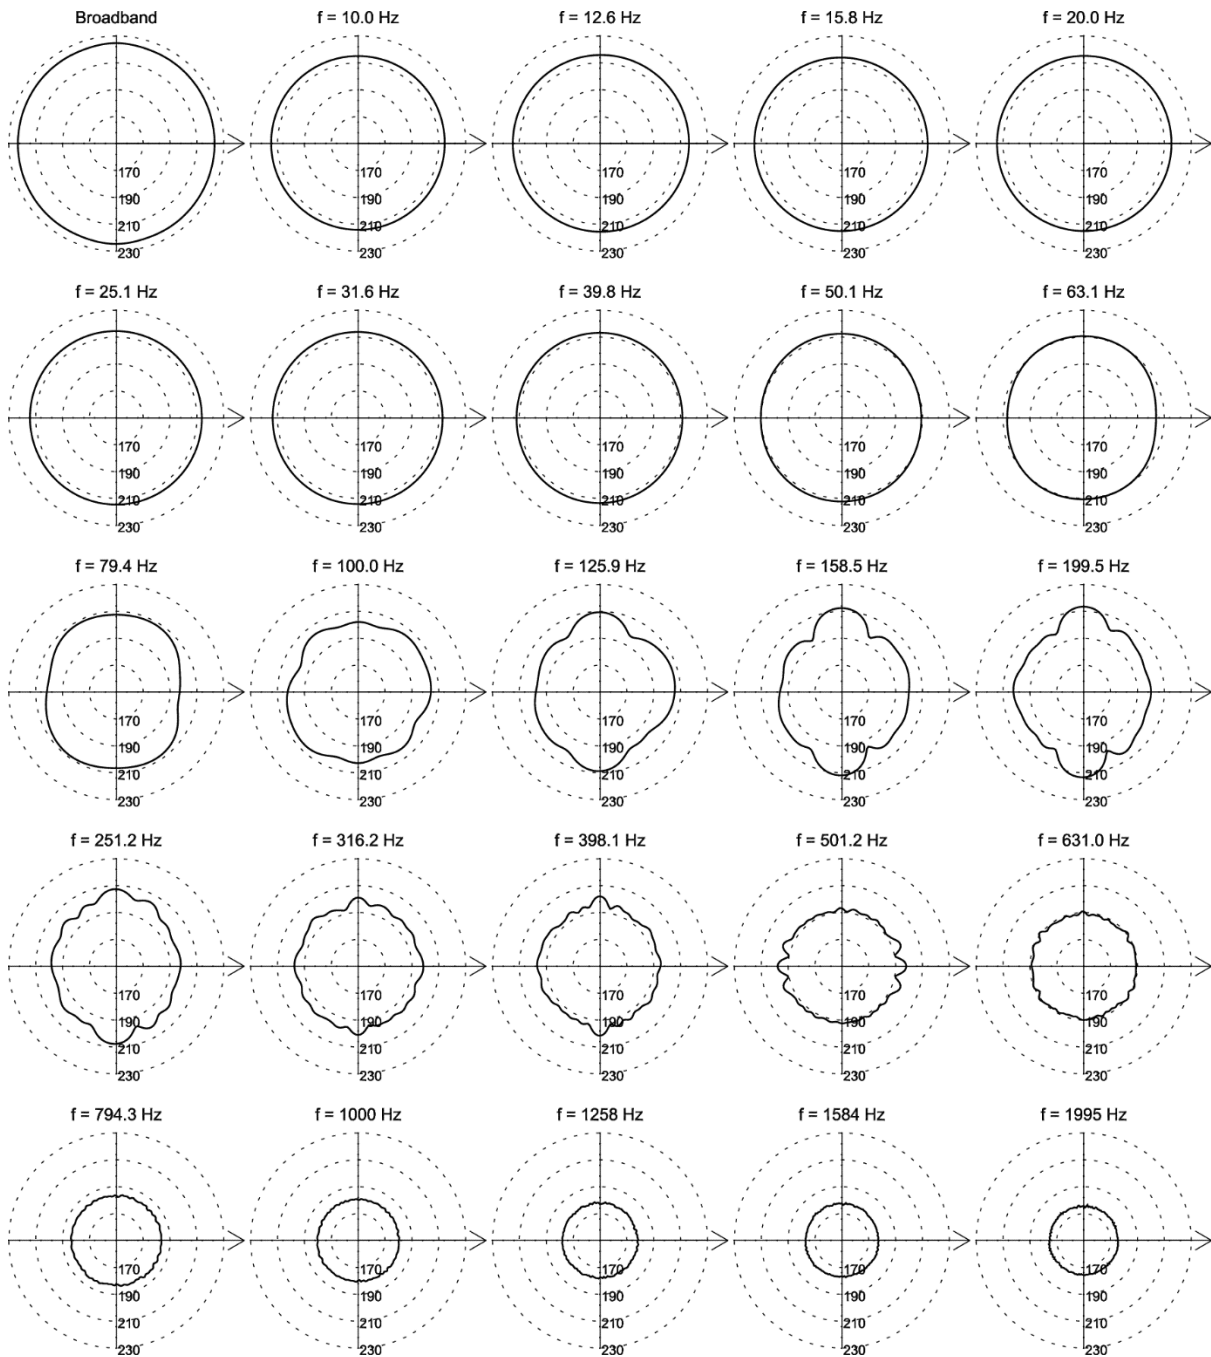 Broadband f = 10.0 Hz f = 12.6 Hz f = 15.8 Hz f = 20.0 Hz
170 170 170 170 170
190 190 190 190 190
210 210 210 210 210
230 230 230 230 230
f = 25.1 Hz f = 31.6 Hz f = 39.8 Hz f = 50.1 Hz f = 63.1 Hz
170 170 170 170 170
190 190 190 190 190
210 210 210 210 210
230 230 230 230 230
f = 79.4 Hz f = 100.0 Hz f = 125.9 Hz f = 158.5 Hz f = 199.5 Hz
170 170 170 170 170
190 190 190 190 190
210 210 210 210 210
230 230 230 230 230
f = 251.2 Hz f = 316.2 Hz f = 398.1 Hz f = 501.2 Hz f = 631.0 Hz
170 170 170 170 170
190 190 190 190 190
210 210 210 210 210
230 230 230 230 230
f = 794.3 Hz f = 1000 Hz f = 1258 Hz f = 1584 Hz f = 1995 Hz
170 170 170 170 170
190 190 190 190 190
210 210 210 210 210
230 230 230 230 230